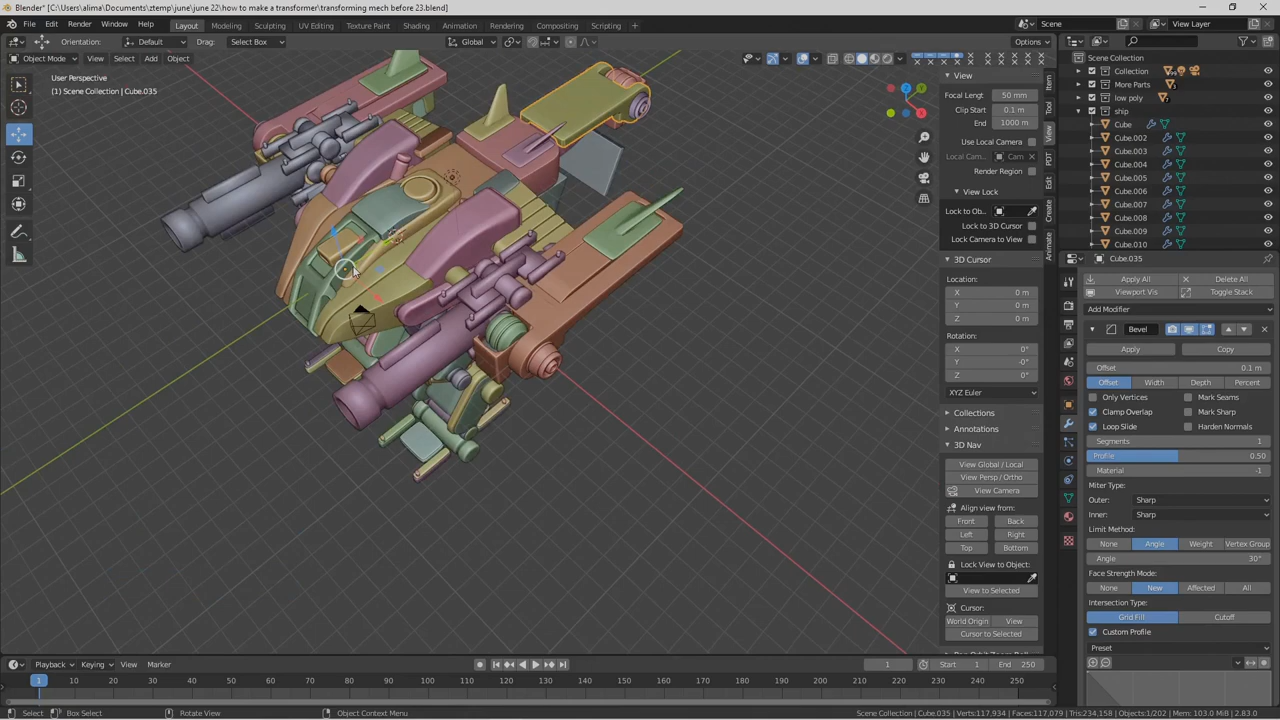 Blender* [C:\Users\alima\Documents\ztemp\june\june 22\how to make a transformer\transforming mech before 23.blend]
File Edit Render Window Help Layout Modeling Sculpting UV Editing Texture Paint Shading Animation Rendering Compositing Scripting + Scene View Layer
Orientation: Default Drag: Select Box Global Options
Object Mode View Select Add Object
User Perspective
(1) Scene Collection | Cube.035
View
Focal Lengt 50 mm
Clip Start 0.1 m
End 1000 m
Use Local Camera
Local Cam... Cam
Render Region
View Lock
Lock to Ob...
Lock to 3D Cursor
Lock Camera to View
3D Cursor
Location:
X 0 m
Y 0 m
Z 0 m
Rotation:
X 0°
Y -0°
Z 0°
XYZ Euler
Collections
Annotations
3D Nav
View Global / Local
View Persp / Ortho
View Camera
Align view from:
Front Back
Left Right
Top Bottom
Lock View to Object:
View to Selected
Cursor:
World Origin View
Cursor to Selected
Item
Tool
View
PDT
Edit
Create
Animate
Scene Collection
Collection
More Parts
low poly
ship
Cube
Cube.002
Cube.003
Cube.004
Cube.005
Cube.006
Cube.007
Cube.008
Cube.009
Cube.010
Cube.035
Apply All Delete All
Viewport Vis Toggle Stack
Add Modifier
Bevel
Apply Copy
Offset 0.1 m
Offset Width Depth Percent
Only Vertices Mark Seams
Clamp Overlap Mark Sharp
Loop Slide Harden Normals
Segments 1
Profile 0.50
Material -1
Miter Type:
Outer: Sharp
Inner: Sharp
Limit Method:
None Angle Weight Vertex Group
Angle 30°
Face Strength Mode:
None New Affected All
Intersection Type:
Grid Fill Cutoff
Custom Profile
Preset
Playback Keying View Marker 1 Start 1 End 250
1 10 20 30 40 50 60 70 80 90 100 110 120 130 140 150 160 170 180 190 200 210 220 230 240 250
Select Box Select Rotate View Object Context Menu Scene Collection | Cube.035 | Verts:117,934 | Faces:117,079 | Tris:234,158 | Objects:1/202 | Mem: 103.0 MiB | 2.83.0